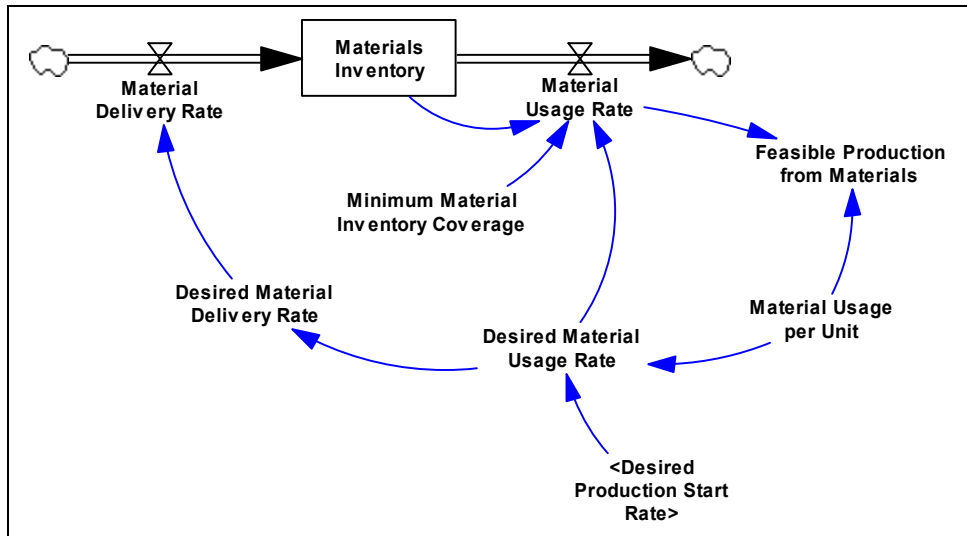 Materials
Inventory
Material
Delivery Rate
Material
Usage Rate
Feasible Production
from Materials
Minimum Material
Inventory Coverage
Desired Material
Delivery Rate
Desired Material
Usage Rate
Material Usage
per Unit
<Desired
Production Start
Rate>